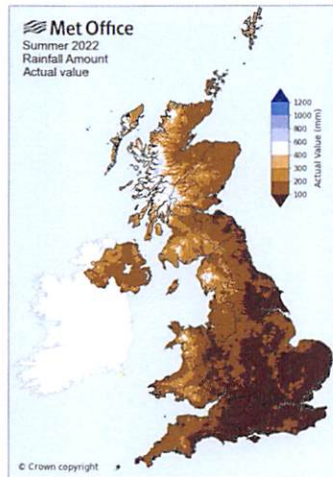 Met Office
Summer 2022
Rainfall Amount
Actual value
1200
1000
800
600
400
300
200
100
Actual Value (mm)
© Crown copyright